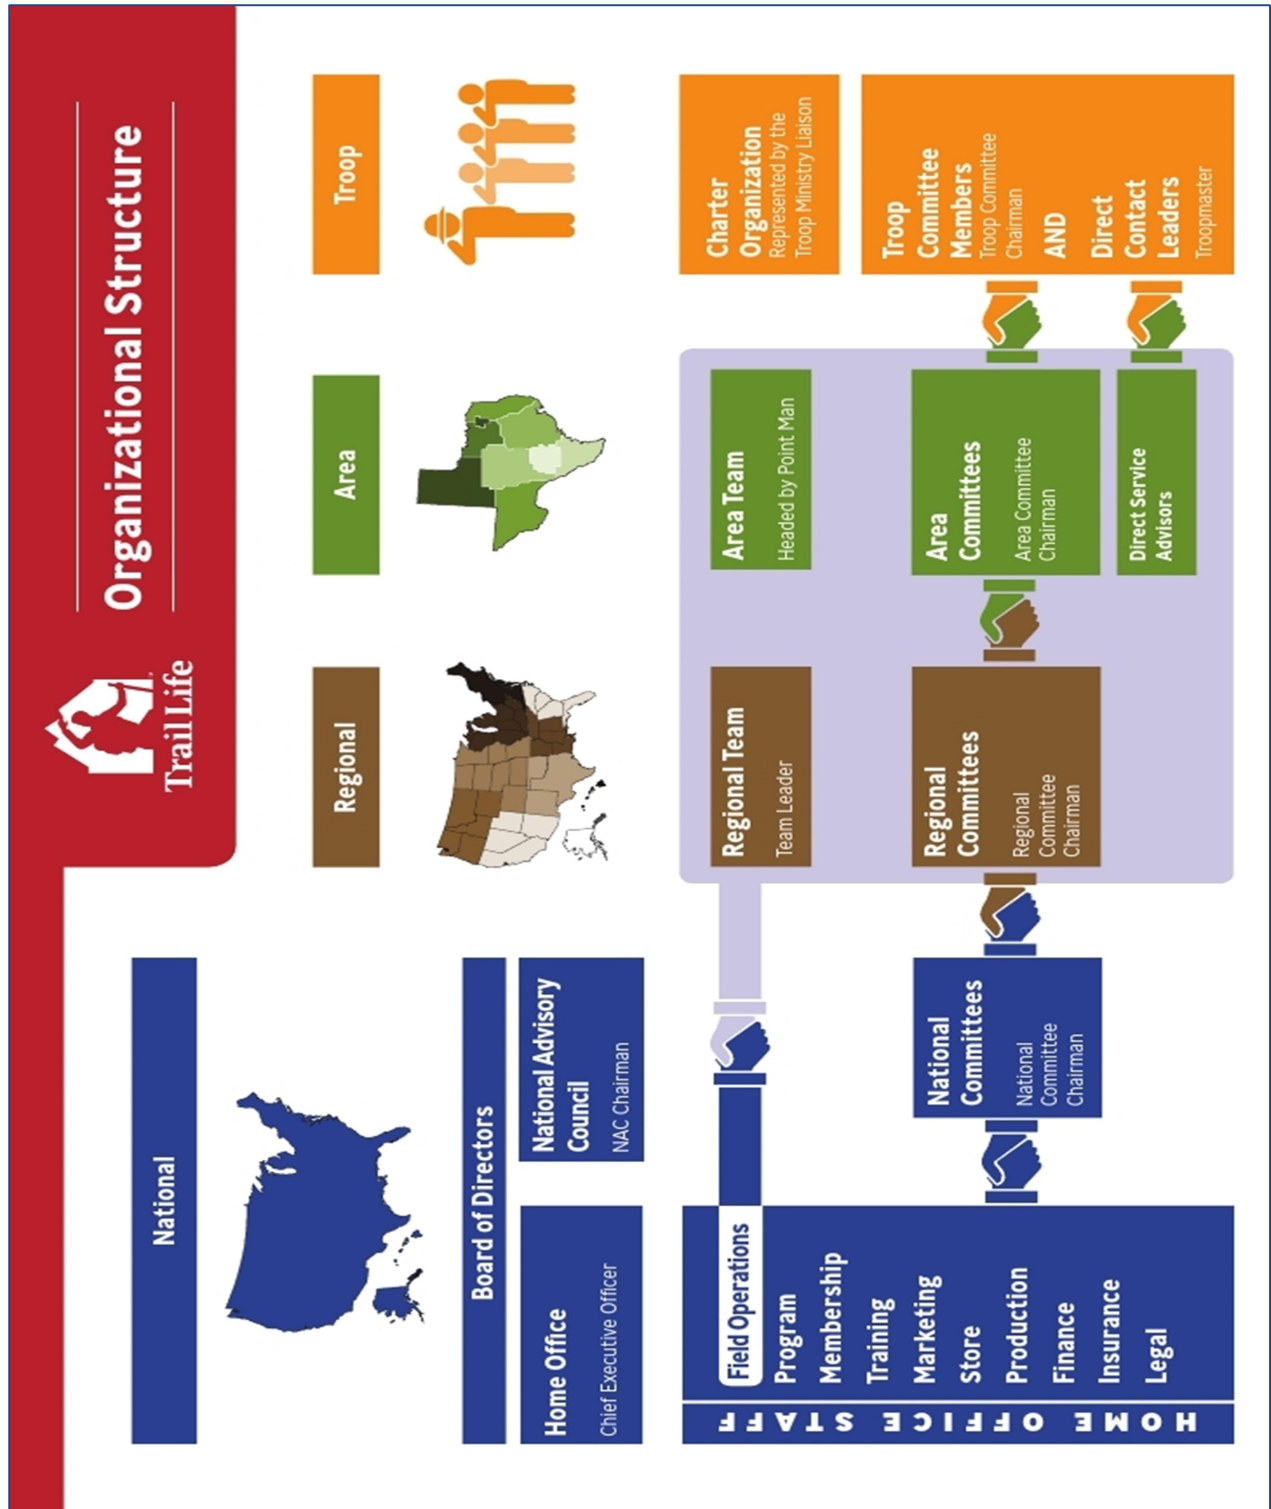 Trail Life
Organizational Structure
National
Regional
Area
Troop
Board of Directors
Home Office
Chief Executive Officer
National Advisory
Council
NAC Chairman
HOME OFFICE STAFF
Field Operations
Program
Membership
Training
Marketing
Store
Production
Finance
Insurance
Legal
National
Committees
National
Committee
Chairman
Regional Team
Team Leader
Regional
Committees
Regional
Committee
Chairman
Area Team
Headed by Point Man
Area
Committees
Area Committee
Chairman
Direct Service
Advisors
Charter
Organization
Represented by the
Troop Ministry Liaison
Troop
Committee
Members
Troop Committee
Chairman
AND
Direct
Contact
Leaders
Troopmaster